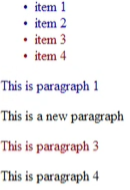 • item 1
• item 2
• item 3
• item 4
This is paragraph 1
This is a new paragraph
This is paragraph 3
This is paragraph 4